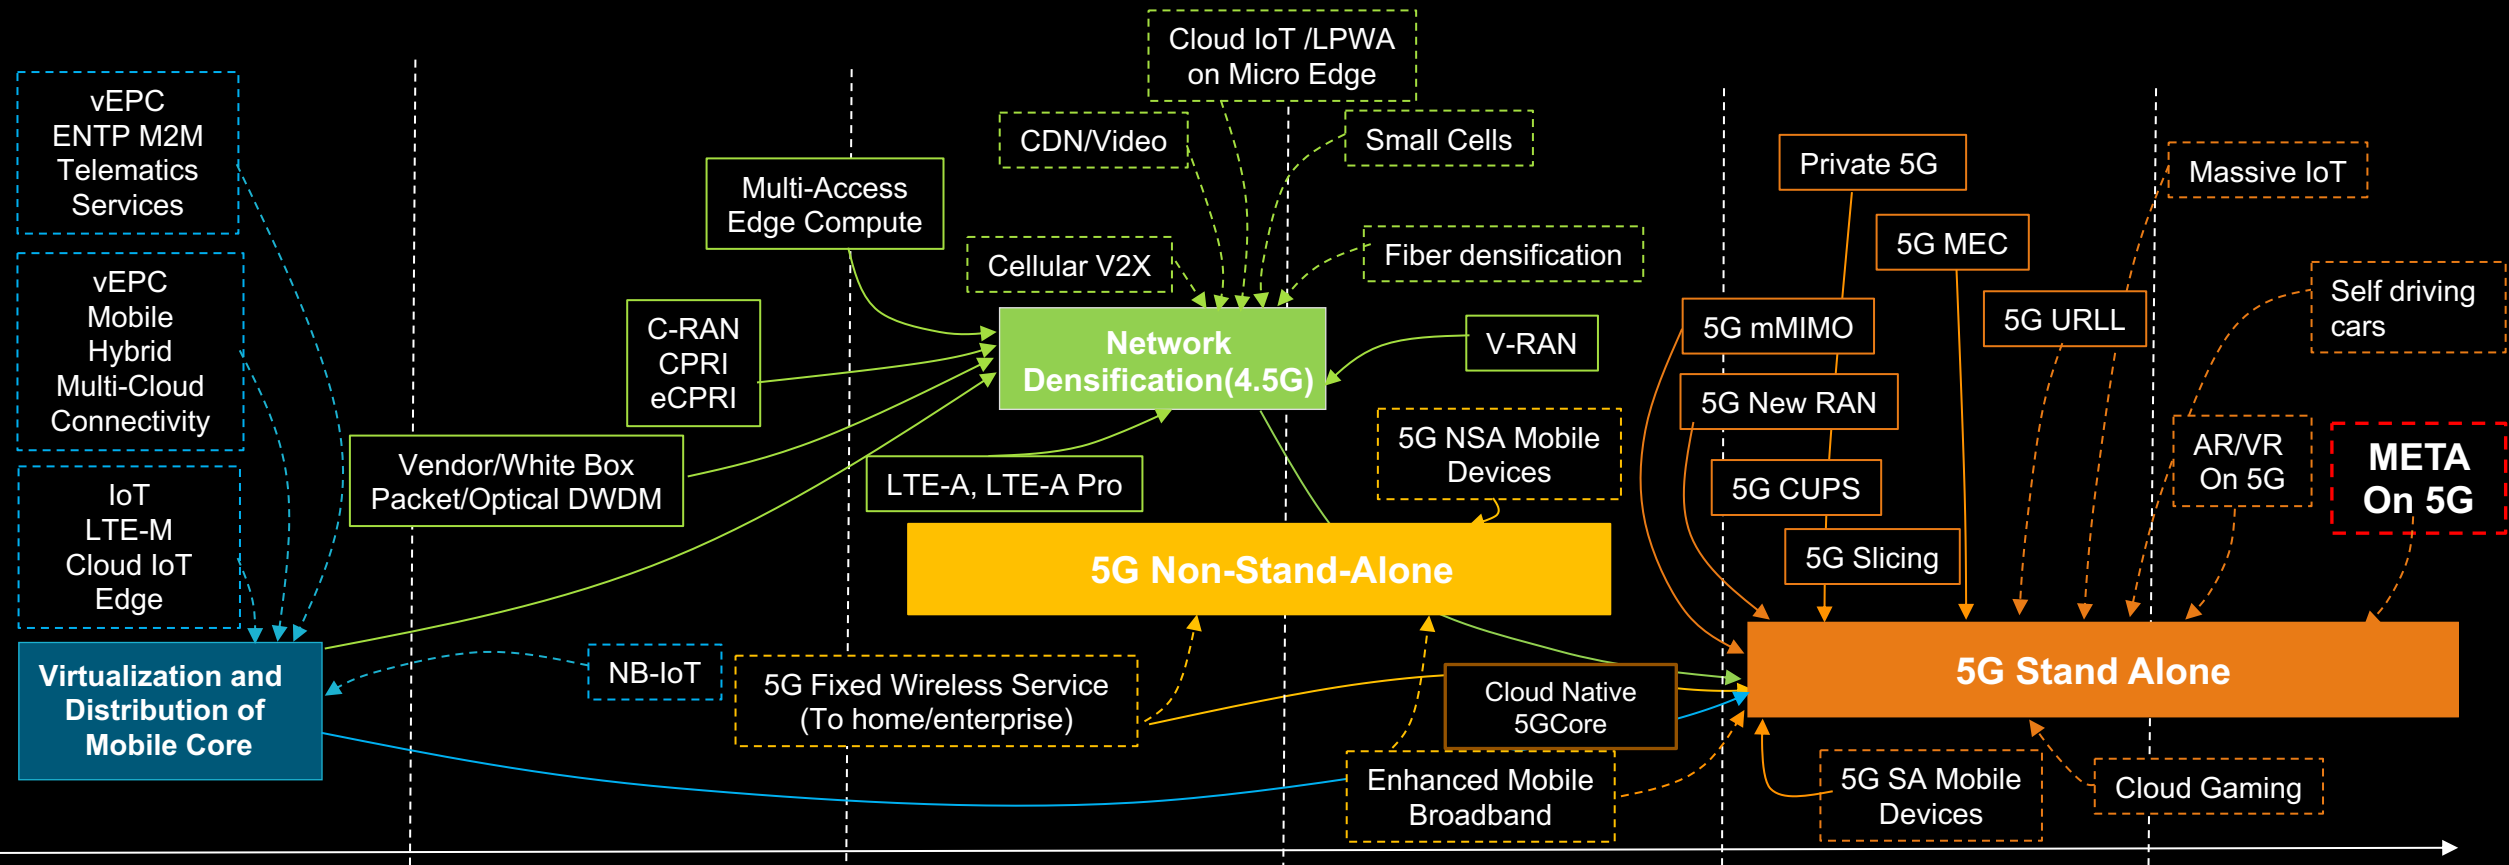 Cloud IoT /LPWA
on Micro Edge
vEPC
ENTP M2M
Telematics
Services
CDN/Video
Small Cells
Private 5G
Massive IoT
Multi-Access
Edge Compute
5G MEC
Cellular V2X
Fiber densification
vEPC
Mobile
Hybrid
Multi-Cloud
Connectivity
C-RAN
CPRI
eCPRI
Network
Densification(4.5G)
V-RAN
5G mMIMO
5G URLL
Self driving
cars
5G New RAN
Vendor/White Box
Packet/Optical DWDM
LTE-A, LTE-A Pro
5G NSA Mobile
Devices
5G CUPS
AR/VR
On 5G
META
On 5G
IoT
LTE-M
Cloud IoT
Edge
5G Non-Stand-Alone
5G Slicing
Virtualization and
Distribution of
Mobile Core
NB-IoT
5G Fixed Wireless Service
(To home/enterprise)
Cloud Native
5GCore
5G Stand Alone
Enhanced Mobile
Broadband
5G SA Mobile
Devices
Cloud Gaming